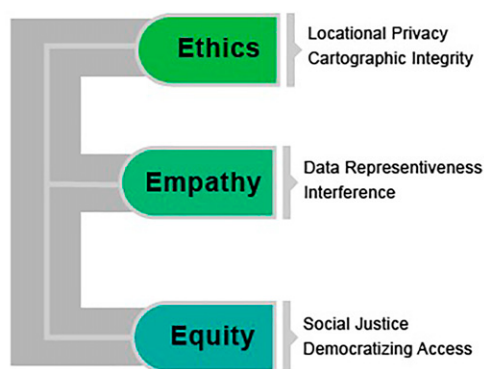 Ethics
Locational Privacy
Cartographic Integrity
Empathy
Data Representiveness
Interference
Equity
Social Justice
Democratizing Access